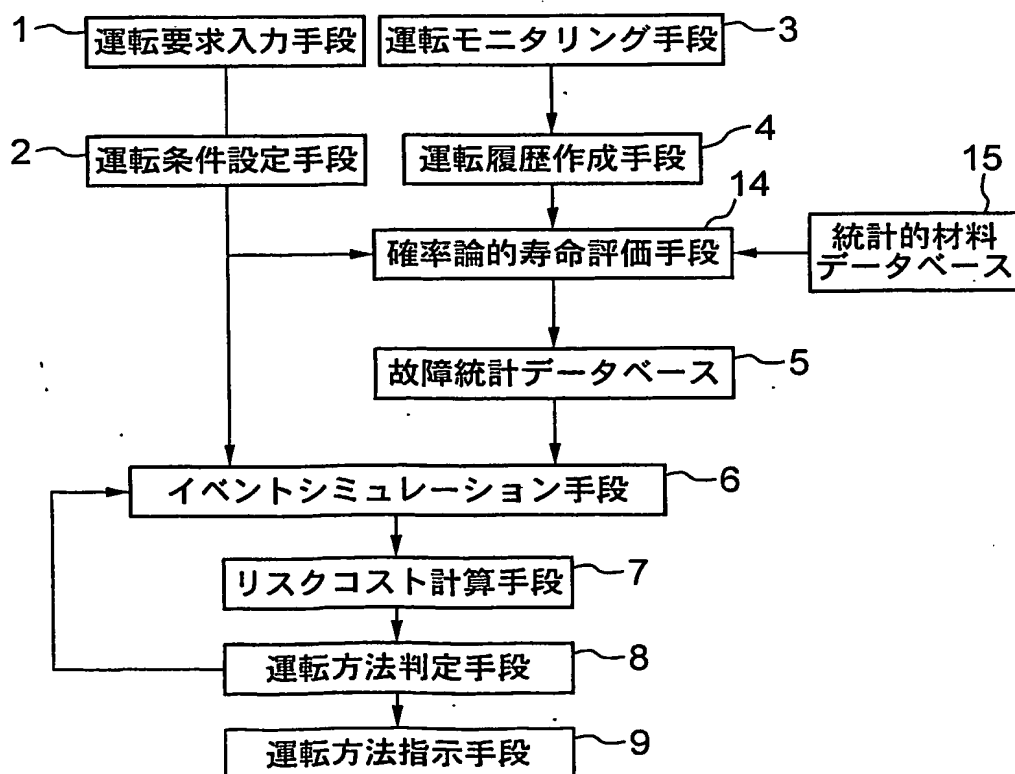 1 運転要求入力手段
運転モニタリング手段 3
2 運転条件設定手段
運転履歴作成手段 4
確率論的寿命評価手段 14
統計的材料 15
データベース
故障統計データベース 5
イベントシミュレーション手段 6
リスクコスト計算手段 7
運転方法判定手段 8
運転方法指示手段 9